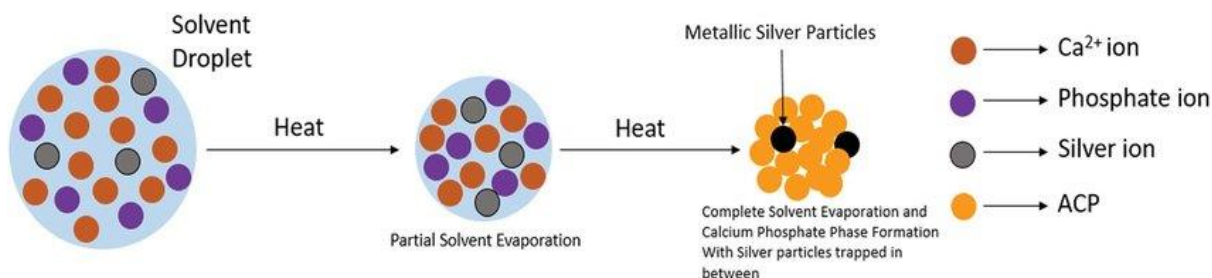 Solvent
Droplet
Heat
Partial Solvent Evaporation
Heat
Metallic Silver Particles
Complete Solvent Evaporation and
Calcium Phosphate Phase Formation
With Silver particles trapped in
between
Ca²⁺ ion
Phosphate ion
Silver ion
ACP